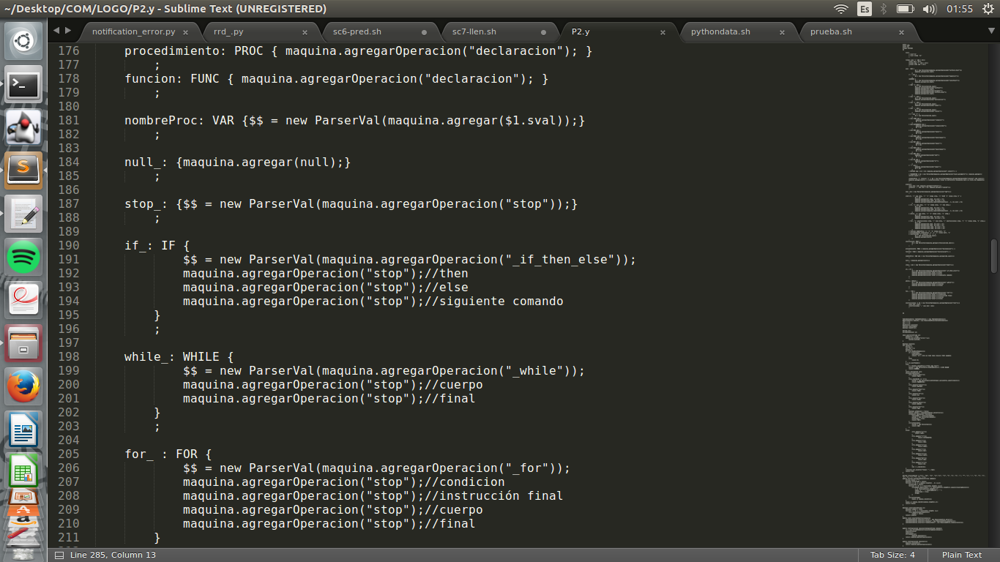 ~/Desktop/COM/LOGO/P2.y - Sublime Text (UNREGISTERED)
Es
01:55
notification_error.py
rrd_.py
sc6-pred.sh
sc7-llen.sh
P2.y
pythondata.sh
prueba.sh
176 procedimiento: PROC { maquina.agregarOperacion("declaracion"); }
177 ;
178 funcion: FUNC { maquina.agregarOperacion("declaracion"); }
179 ;
180
181 nombreProc: VAR {$$ = new ParserVal(maquina.agregar($1.sval));}
182 ;
183
184 null_: {maquina.agregar(null);}
185 ;
186
187 stop_: {$$ = new ParserVal(maquina.agregarOperacion("stop"));}
188 ;
189
190 if_: IF {
191 $$ = new ParserVal(maquina.agregarOperacion("_if_then_else"));
192 maquina.agregarOperacion("stop");//then
193 maquina.agregarOperacion("stop");//else
194 maquina.agregarOperacion("stop");//siguiente comando
195 }
196 ;
197
198 while_: WHILE {
199 $$ = new ParserVal(maquina.agregarOperacion("_while"));
200 maquina.agregarOperacion("stop");//cuerpo
201 maquina.agregarOperacion("stop");//final
202 }
203 ;
204
205 for_ : FOR {
206 $$ = new ParserVal(maquina.agregarOperacion("_for"));
207 maquina.agregarOperacion("stop");//condicion
208 maquina.agregarOperacion("stop");//instrucción final
209 maquina.agregarOperacion("stop");//cuerpo
210 maquina.agregarOperacion("stop");//final
211 }
Line 285, Column 13
Tab Size: 4
Plain Text